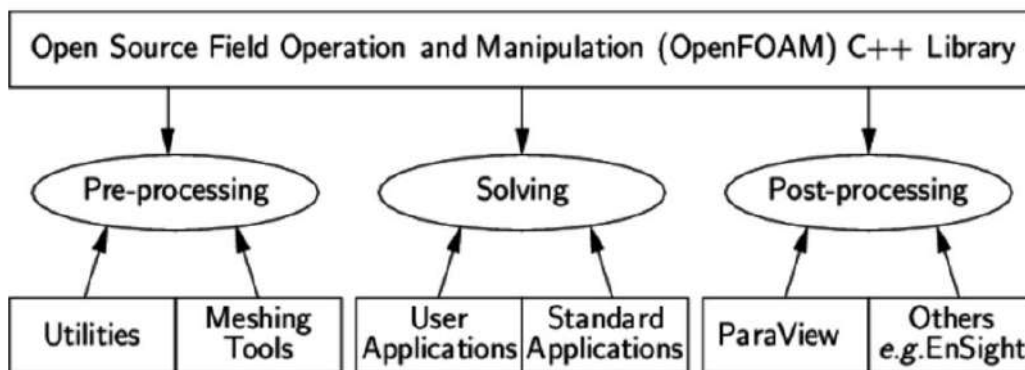 Open Source Field Operation and Manipulation (OpenFOAM) C++ Library
Pre-processing
Solving
Post-processing
Utilities
Meshing
Tools
User
Applications
Standard
Applications
ParaView
Others
e.g.EnSight